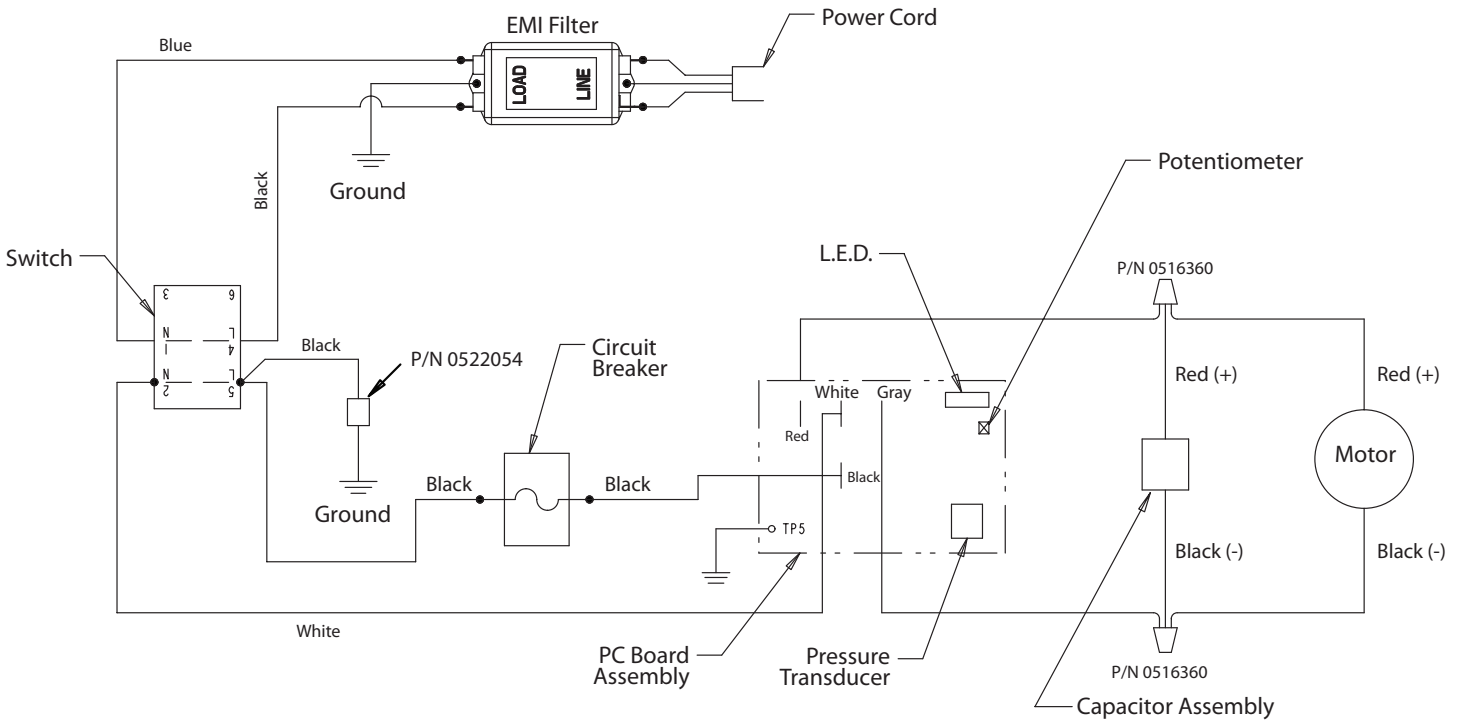 EMI Filter
Power Cord
Blue
LOAD
LINE
Ground
Black
Potentiometer
Switch
L.E.D.
P/N 0516360
3
6
N
L
1
4
N
L
2
5
Black
P/N 0522054
Circuit
Breaker
Red (+)
Red (+)
White
Gray
Red
Motor
Black
Black
Black
Ground
TP5
Black (-)
Black (-)
White
PC Board
Assembly
Pressure
Transducer
P/N 0516360
Capacitor Assembly